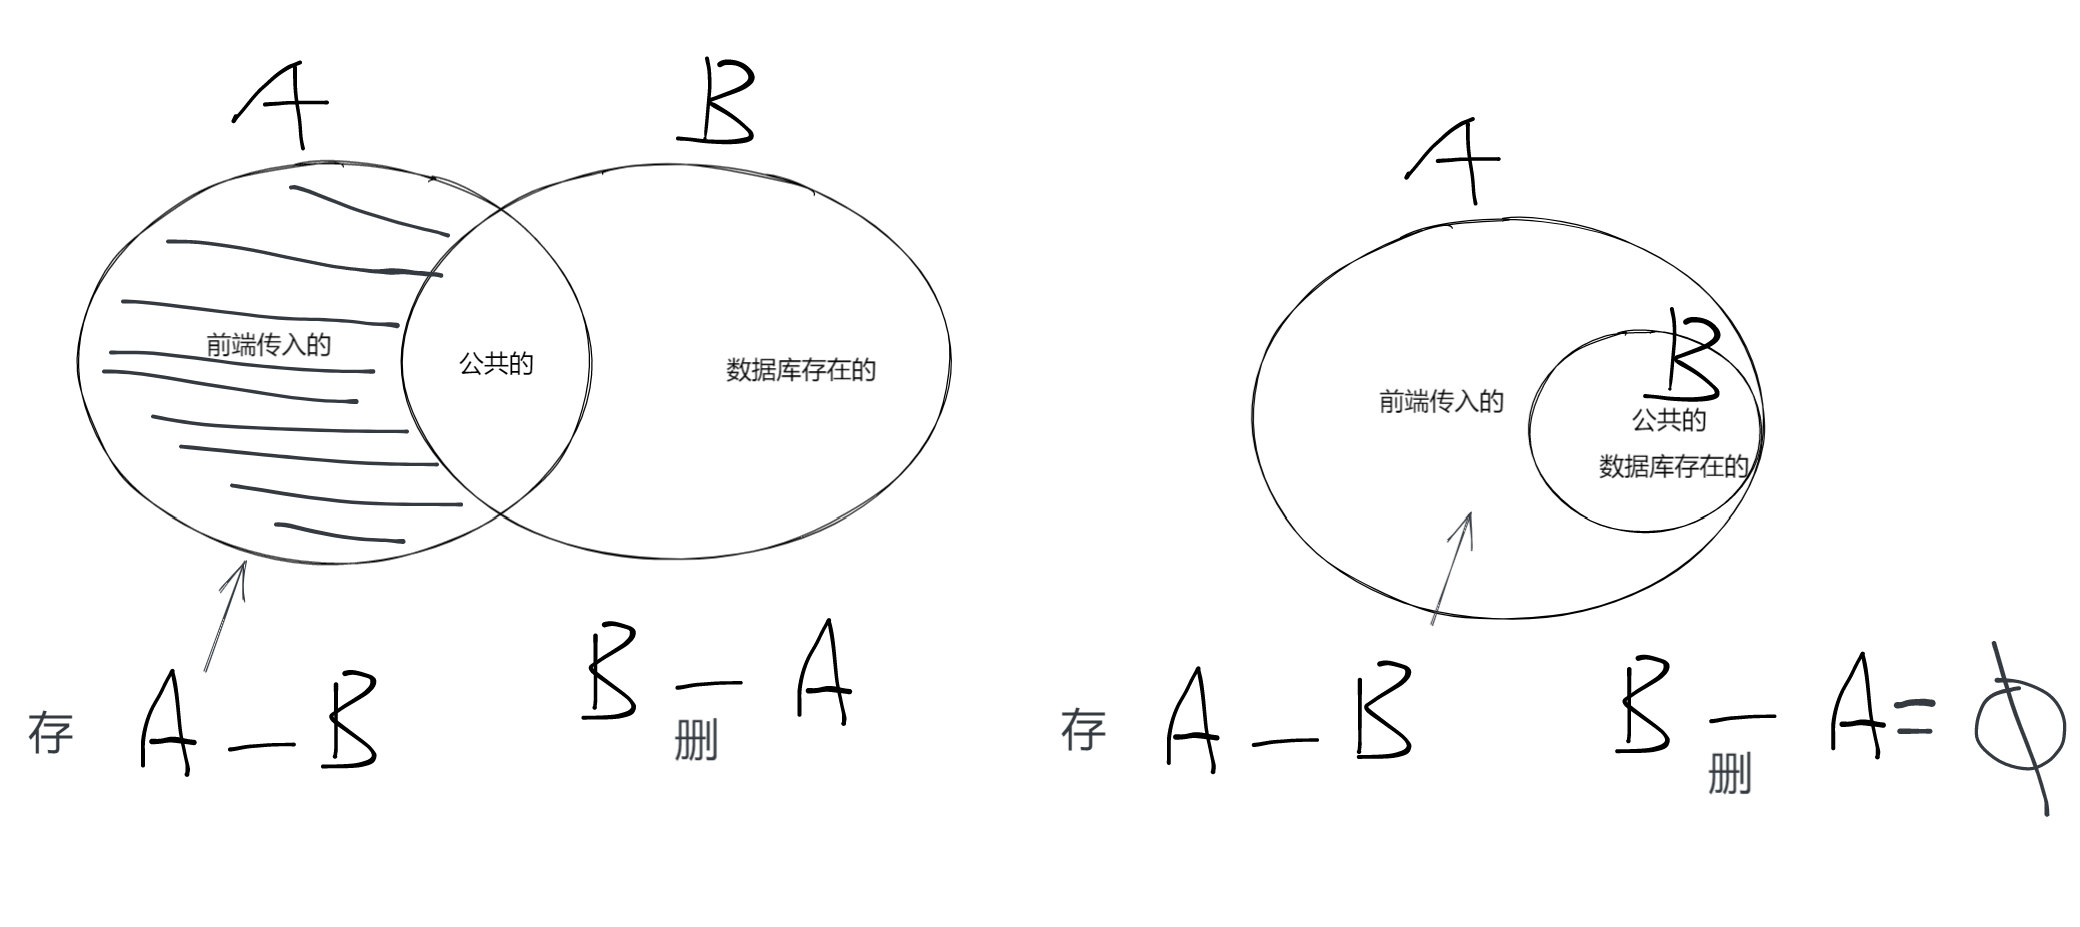 A
B
前端传入的
公共的
数据库存在的
存 A - B
B - A
删
A
B
前端传入的
公共的
数据库存在的
存 A - B
B - A = ∅
删